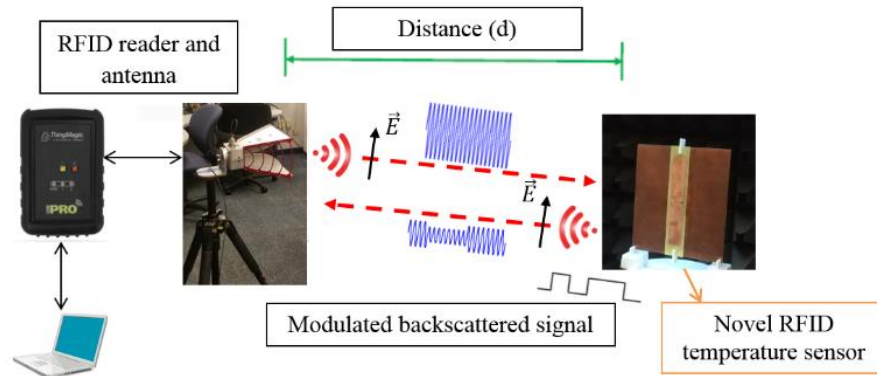 RFID reader and
antenna
Distance (d)
ThingMagic
PRO
E
E
Modulated backscattered signal
Novel RFID
temperature sensor